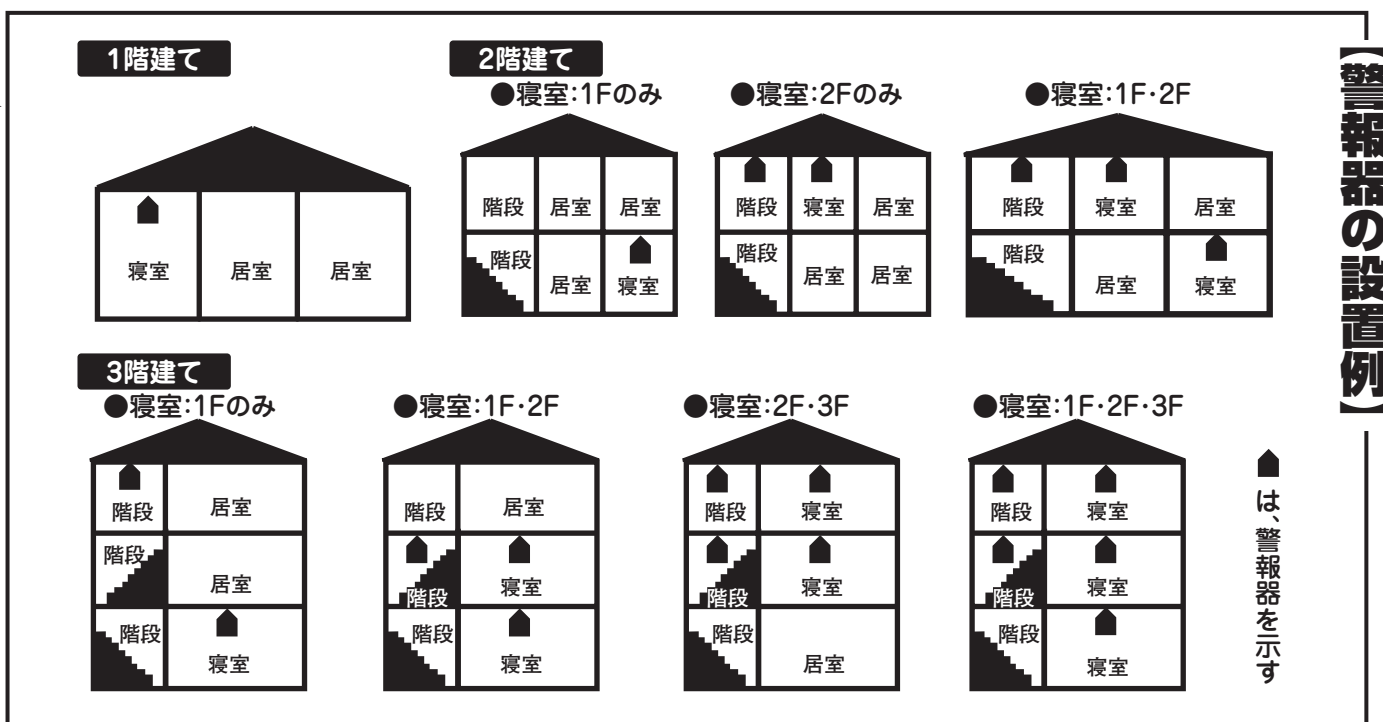 【警報器の設置例】
1階建て
寝室 居室 居室
2階建て
●寝室:1Fのみ
階段 居室 居室
階段 居室 寝室
●寝室:2Fのみ
階段 寝室 居室
階段 居室 居室
●寝室:1F・2F
階段 寝室 居室
階段 居室 寝室
3階建て
●寝室:1Fのみ
階段 居室
階段 居室
階段 寝室
●寝室:1F・2F
階段 居室
階段 寝室
階段 寝室
●寝室:2F・3F
階段 寝室
階段 寝室
階段 居室
●寝室:1F・2F・3F
階段 寝室
階段 寝室
階段 寝室
は、警報器を示す